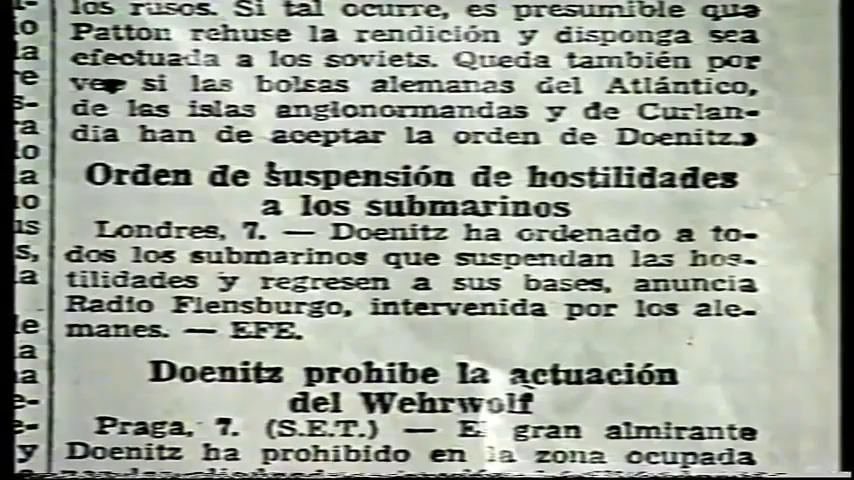 los rusos. Si tal ocurre, es presumible que
Patton rehuse la rendición y disponga sea
efectuada a los soviets. Queda también por
ver si las bolsas alemanas del Atlántico,
de las islas anglonormandas y de Curlan-
dia han de aceptar la orden de Doenitz.»
Orden de suspensión de hostilidades
a los submarinos
Londres, 7. — Doenitz ha ordenado a to-
dos los submarinos que suspendan las hos-
tilidades y regresen a sus bases, anuncia
Radio Flensburgo, intervenida por los ale-
manes. — EFE.
Doenitz prohibe la actuación
del Wehrwolf
Praga, 7. (S.E.T.) — El gran almirante
Doenitz ha prohibido en la zona ocupada